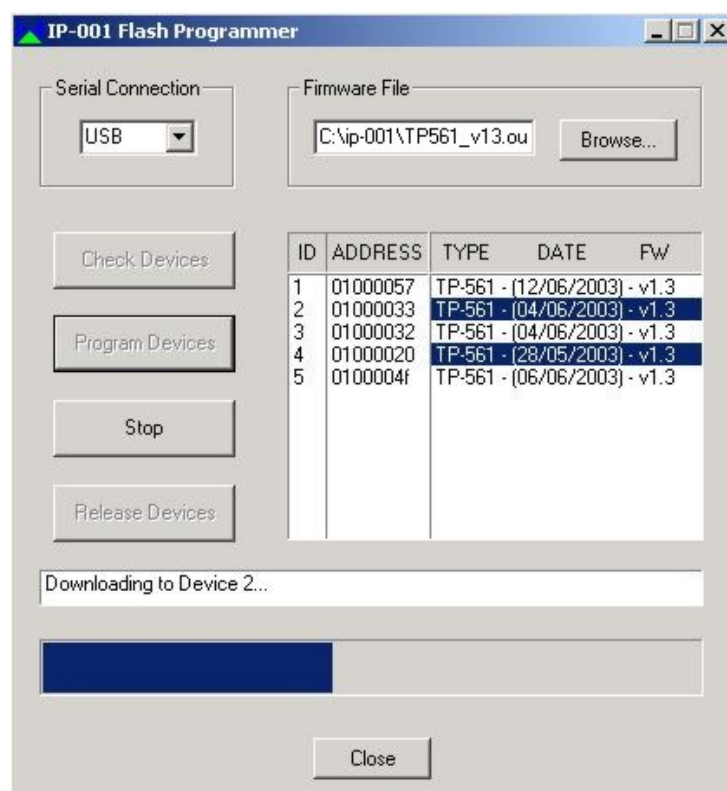 IP-001 Flash Programmer
Serial Connection
Firmware File
USB
C:\ip-001\TP561_v13.ou
Browse...
Check Devices
Program Devices
Stop
Release Devices
ID ADDRESS TYPE DATE FW
1 01000057 TP-561 - (12/06/2003) - v1.3
2 01000033 TP-561 - (04/06/2003) - v1.3
3 01000032 TP-561 - (04/06/2003) - v1.3
4 01000020 TP-561 - (28/05/2003) - v1.3
5 0100004f TP-561 - (06/06/2003) - v1.3
Downloading to Device 2...
Close